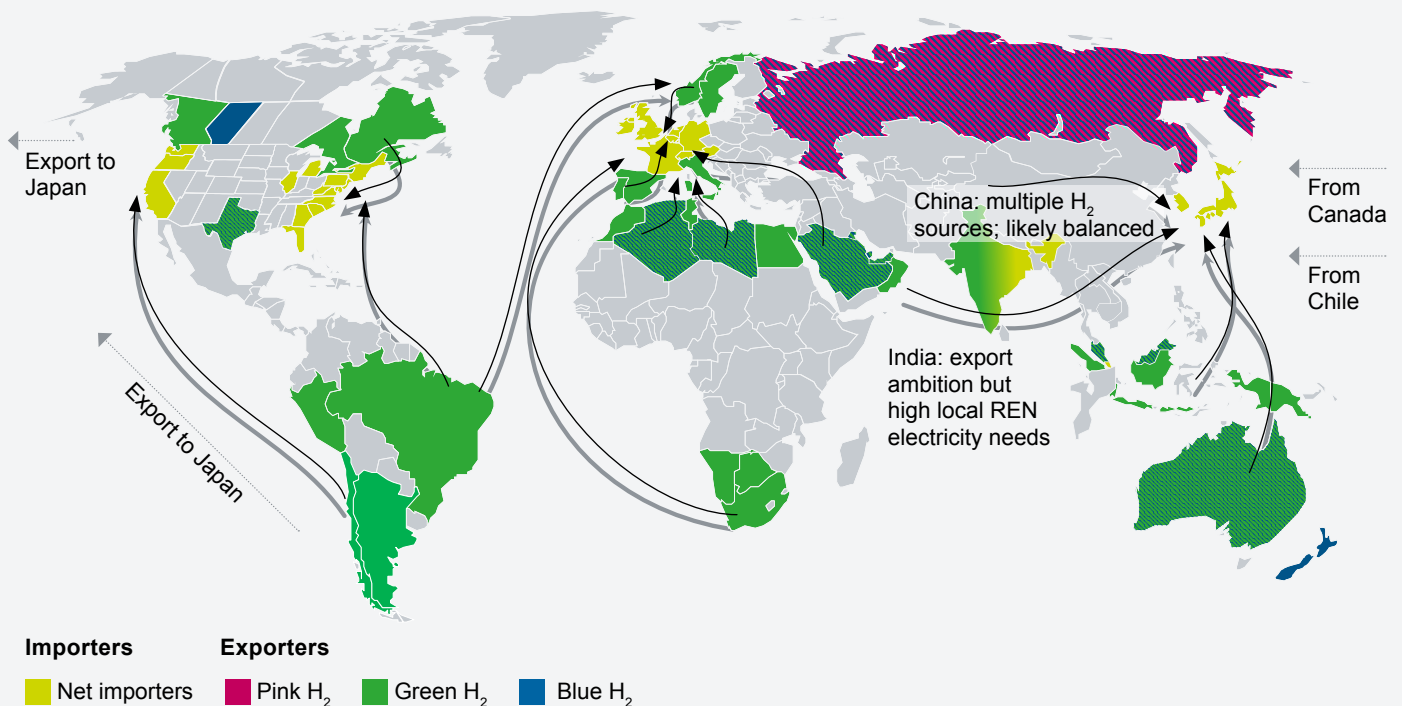 Export to
Japan
China: multiple H₂
sources; likely balanced
From
Canada
From
Chile
India: export
ambition but
high local REN
electricity needs
Export to Japan
Importers
Exporters
Net importers
Pink H₂
Green H₂
Blue H₂